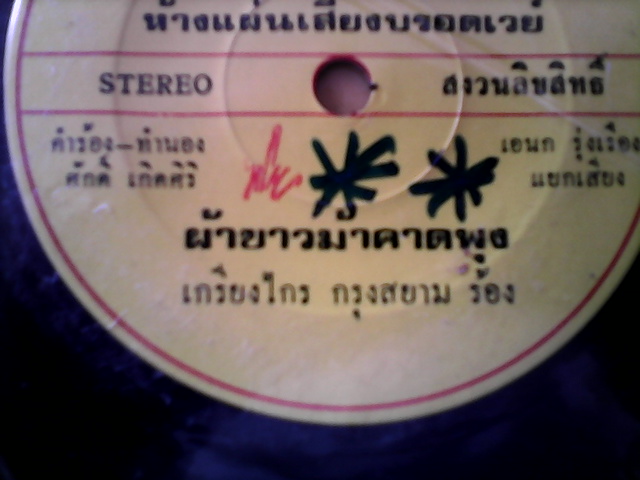 ห้างแผ่นเสียงบรอดเวย์
STEREO สงวนลิขสิทธิ์
คำร้อง-ทำนอง
ศักดิ์ เกิดศิริ
เอนก รุ่งเรือง
แยกเสียง
ผ้าขาวม้าคาดพุง
เกรียงไกร กรุงสยาม ร้อง